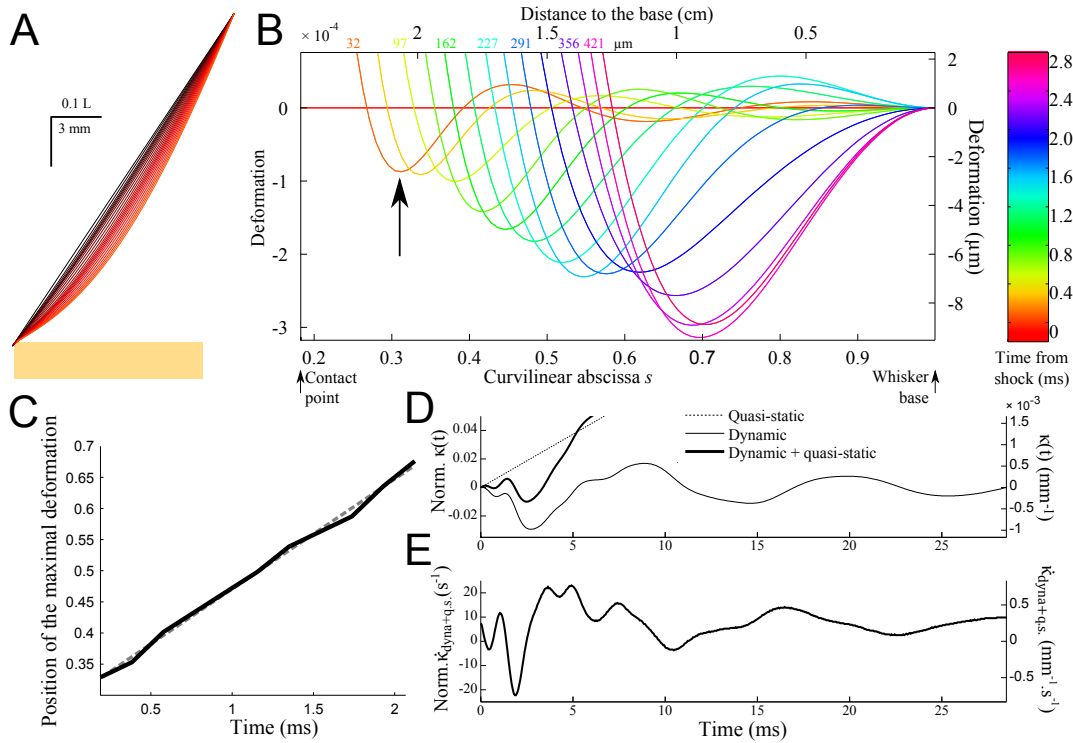 A
0.1 L
3 mm
B
Distance to the base (cm)
× 10⁻⁴
2 1.5 1 0.5
32 97 162 227 291 356 421 µm
0
-1
-2
-3
Deformation
2
0
-2
-4
-6
-8
Deformation (µm)
0.2 0.3 0.4 0.5 0.6 0.7 0.8 0.9
Contact point
Curvilinear abscissa s
Whisker base
2.8
2.4
2.0
1.6
1.2
0.8
0.4
0
Time from shock (ms)
C
Position of the maximal deformation
0.7
0.65
0.6
0.55
0.5
0.45
0.4
0.35
0.5 1 1.5 2
Time (ms)
D
Norm. κ(t)
0.04
0.02
0
-0.02
Quasi-static
Dynamic
Dynamic + quasi-static
× 10⁻³
1.5
1
0.5
0
-0.5
-1
κ(t) (mm⁻¹)
0 5 10 15 20 25
E
Norm.κ̇dyna+q.s.(s⁻¹)
20
10
0
-10
-20
0.5
0
-0.5
κ̇dyna+q.s. (mm⁻¹.s⁻¹)
0 5 10 15 20 25
Time (ms)